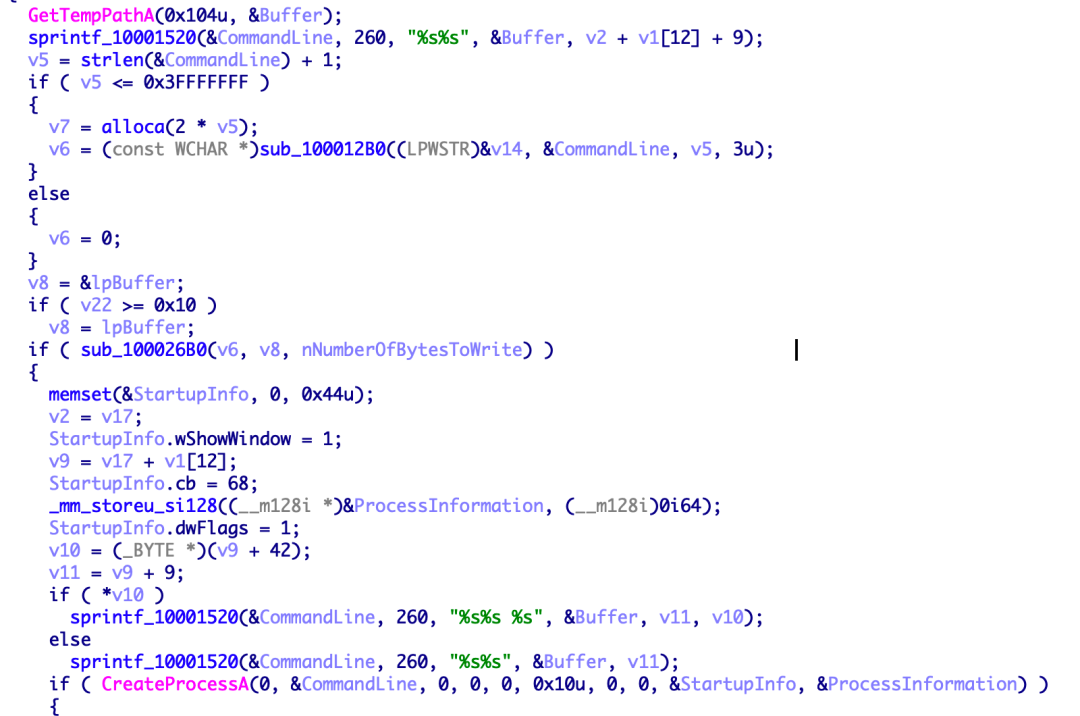 GetTempPathA(0x104u, &Buffer);
sprintf_10001520(&CommandLine, 260, "%s%s", &Buffer, v2 + v1[12] + 9);
v5 = strlen(&CommandLine) + 1;
if ( v5 <= 0x3FFFFFFF )
{
v7 = alloca(2 * v5);
v6 = (const WCHAR *)sub_100012B0((LPWSTR)&v14, &CommandLine, v5, 3u);
}
else
{
v6 = 0;
}
v8 = &lpBuffer;
if ( v22 >= 0x10 )
v8 = lpBuffer;
if ( sub_100026B0(v6, v8, nNumberOfBytesToWrite) )
{
memset(&StartupInfo, 0, 0x44u);
v2 = v17;
StartupInfo.wShowWindow = 1;
v9 = v17 + v1[12];
StartupInfo.cb = 68;
_mm_storeu_si128((__m128i *)&ProcessInformation, (__m128i)0i64);
StartupInfo.dwFlags = 1;
v10 = (_BYTE *)(v9 + 42);
v11 = v9 + 9;
if ( *v10 )
sprintf_10001520(&CommandLine, 260, "%s%s %s", &Buffer, v11, v10);
else
sprintf_10001520(&CommandLine, 260, "%s%s", &Buffer, v11);
if ( CreateProcessA(0, &CommandLine, 0, 0, 0, 0x10u, 0, 0, &StartupInfo, &ProcessInformation) )
{